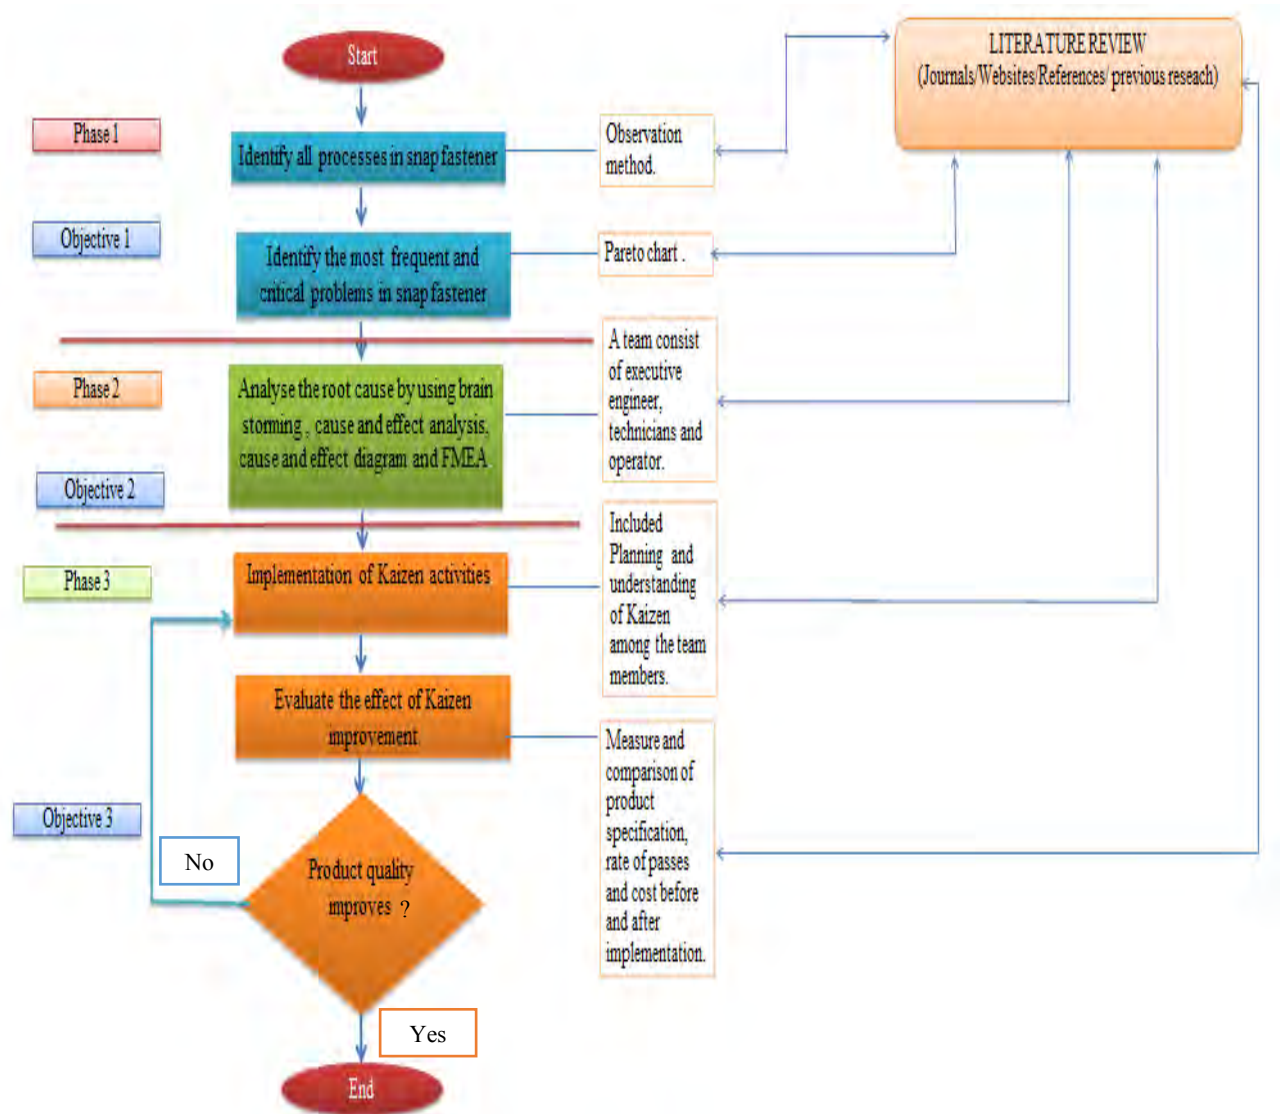 Start
LITERATURE REVIEW
(Journals/Websites/References/ previous reseach)
Phase 1
Identify all processes in snap fastener
Observation
method.
Objective 1
Identify the most frequent and
critical problems in snap fastener
Pareto chart .
Phase 2
Analyse the root cause by using brain
storming , cause and effect analysis,
cause and effect diagram and FMEA.
A team consist
of executive
engineer,
technicians and
operator.
Objective 2
Phase 3
Implementation of Kaizen activities
Included
Planning and
understanding
of Kaizen
among the team
members.
Evaluate the effect of Kaizen
improvement
Measure and
comparison of
product
specification,
rate of passes
and cost before
and after
implementation.
Objective 3
No
Product quality
improves ?
Yes
End